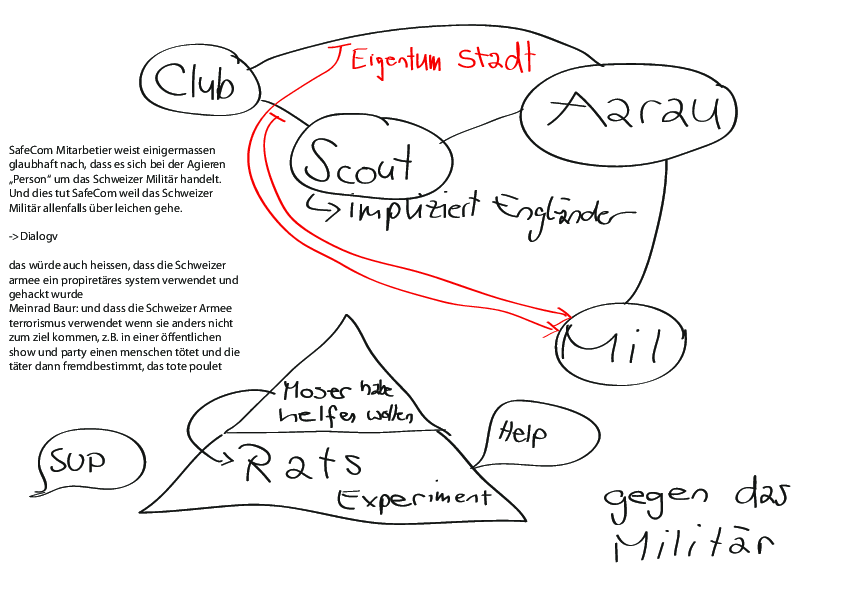 Eigentum Stadt
Club
Aarau
Scout
impliziert Engländer
SafeCom Mitarbetier weist einigermassen
glaubhaft nach, dass es sich bei der Agieren
„Person“ um das Schweizer Militär handelt.
Und dies tut SafeCom weil das Schweizer
Militär allenfalls über leichen gehe.
->Dialogv
das würde auch heissen, dass die Schweizer
armee ein propiretäres system verwendet und
gehackt wurde
Meinrad Baur: und dass die Schweizer Armee
terrorismus verwendet wenn sie anders nicht
zum ziel kommen, z.B. in einer öffentlichen
show und party einen menschen tötet und die
täter dann fremdbestimmt, das tote poulet
Mil
Moser habe
helfen wollen
Rats
Experiment
SUP
Help
gegen das
Militär